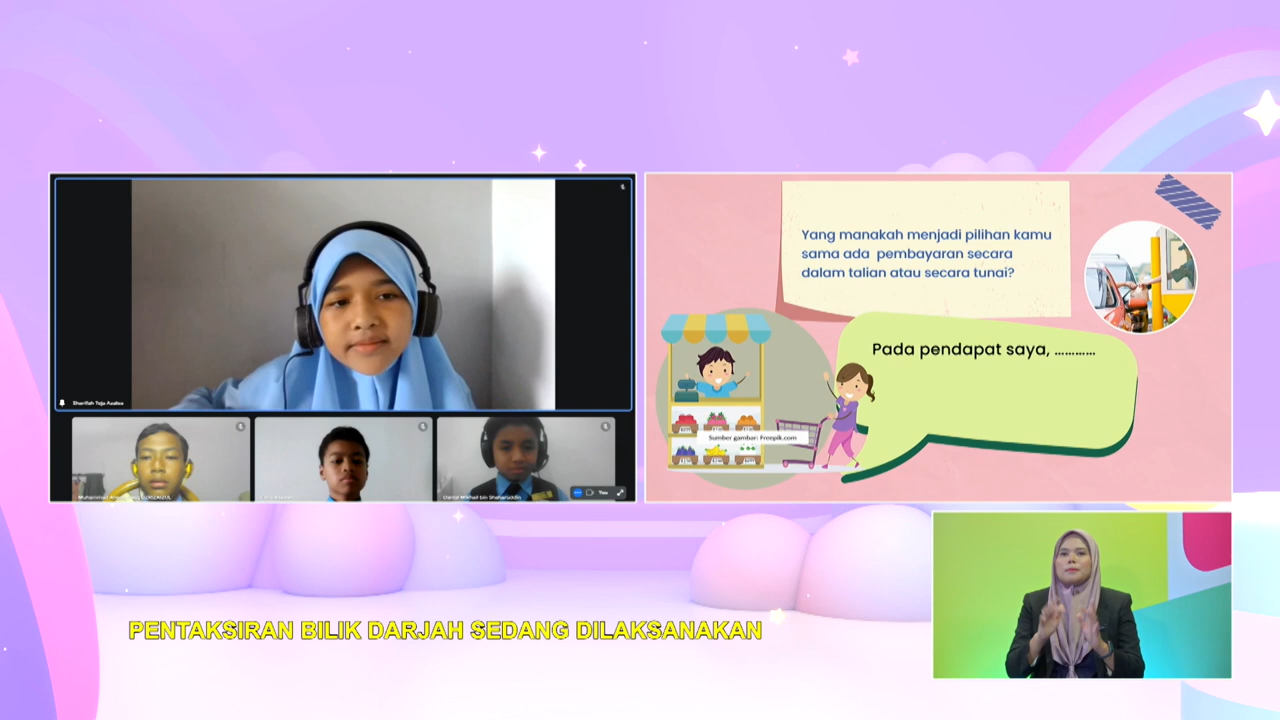 Yang manakah menjadi pilihan kamu
sama ada pembayaran secara
dalam talian atau secara tunai?
Pada pendapat saya, ............
Sumber gambar: Freepik.com
Sharifah Teja Azalea
You
PENTAKSIRAN BILIK DARJAH SEDANG DILAKSANAKAN